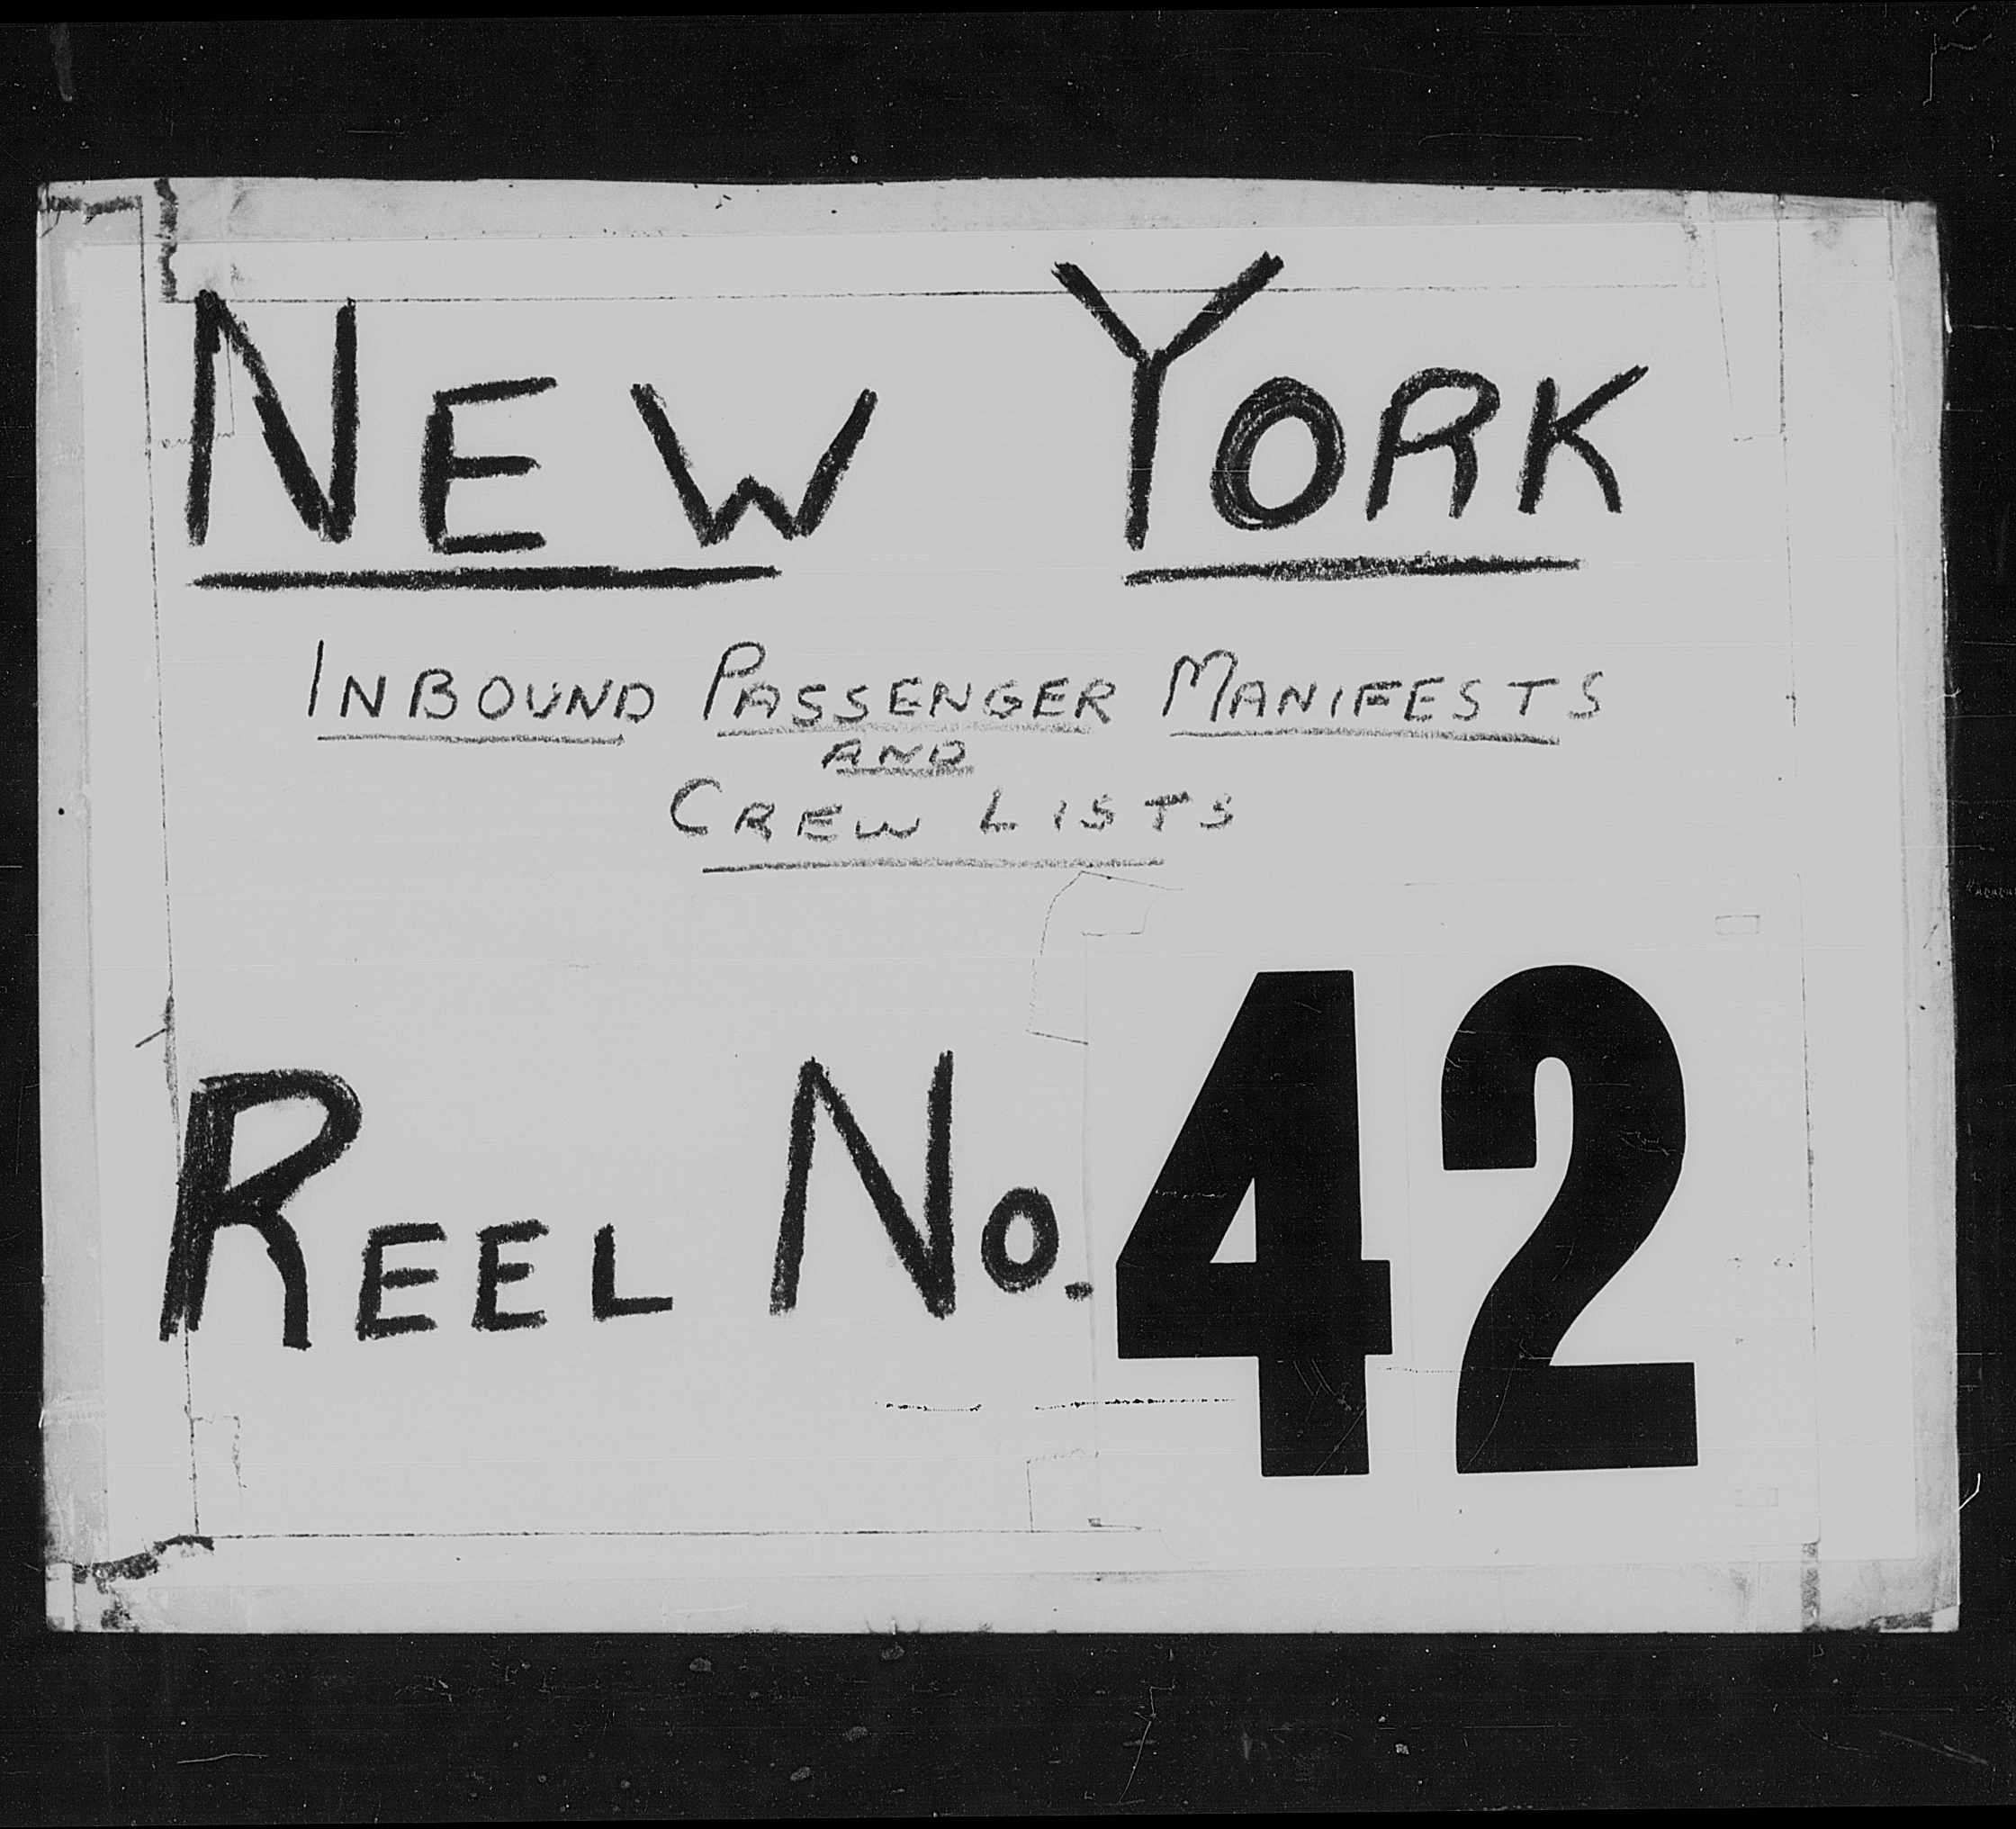 NEW YORK
INBOUND PASSENGER MANIFESTS
AND
CREW LISTS
REEL NO. 42